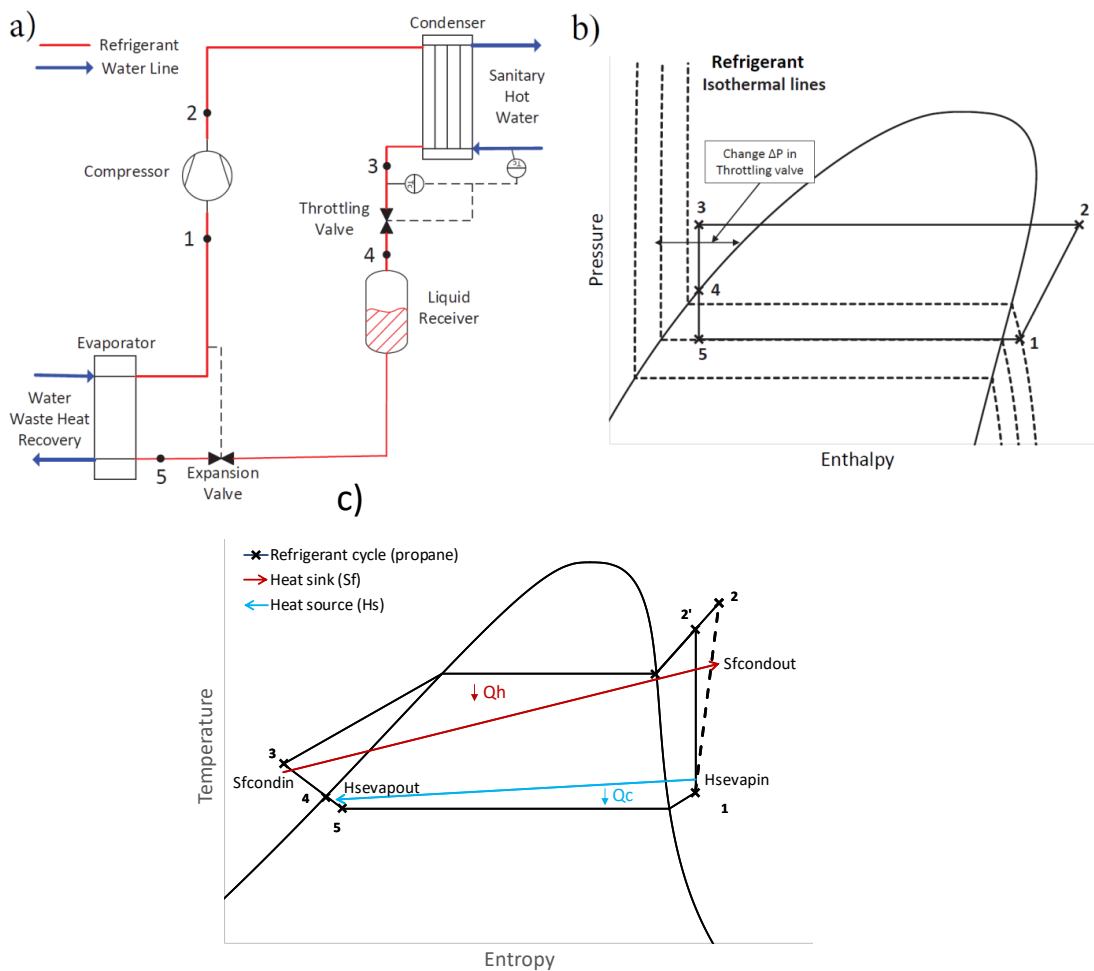 a)
Refrigerant
Water Line
Condenser
Sanitary
Hot
Water
2
Compressor
3
Tc
Tc
Throttling
Valve
1
4
Liquid
Receiver
Evaporator
Water
Waste Heat
Recovery
5
Expansion
Valve
b)
Refrigerant
Isothermal lines
Change ΔP in
Throttling valve
3
2
4
5
1
Pressure
Enthalpy
c)
Refrigerant cycle (propane)
Heat sink (Sf)
Heat source (Hs)
2
2'
Sfcondout
Qh
3
Sfcondin
Hsevapout
Hsevapin
4
Qc
1
5
Temperature
Entropy